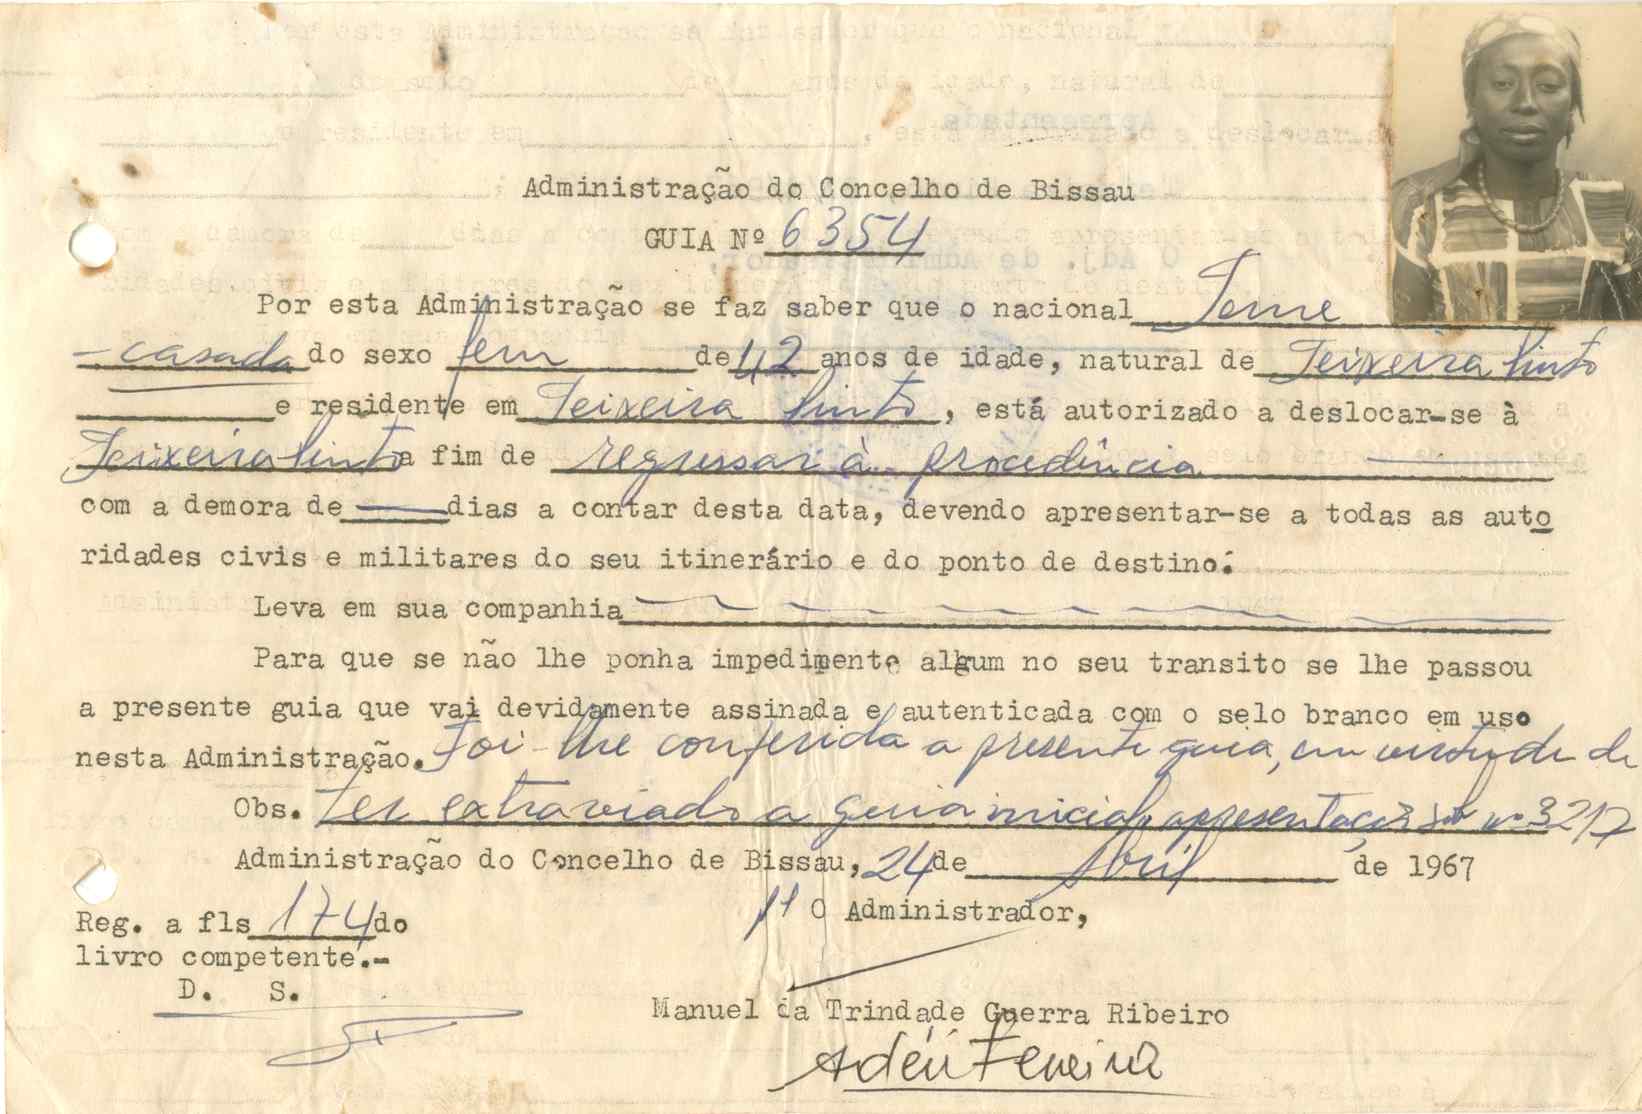 Administração do Concelho de Bissau
GUIA Nº 6354
Por esta Administração se faz saber que o nacional
casada do sexo fem de 42 anos de idade, natural de Teixeira Pinto
e residente em Teixeira Pinto, está autorizado a deslocar-se à
Teixeira Pinto a fim de regressar à procedência
com a demora de — dias a contar desta data, devendo apresentar-se a todas as auto
ridades civis e militares do seu itinerário e do ponto de destino.
Leva em sua companhia
Para que se não lhe ponha impedimento algum no seu transito se lhe passou
a presente guia que vai devidamente assinada e autenticada com o selo branco em uso
nesta Administração. Foi-lhe conferida a presente guia, em virtude de
Obs. ter extraviado a guia inicial, apresentação sob nº 3217
Administração do Concelho de Bissau, 24 de Abril de 1967
O Administrador,
Reg. a fls 174 do
livro competente.-
D. S.
Manuel da Trindade Guerra Ribeiro